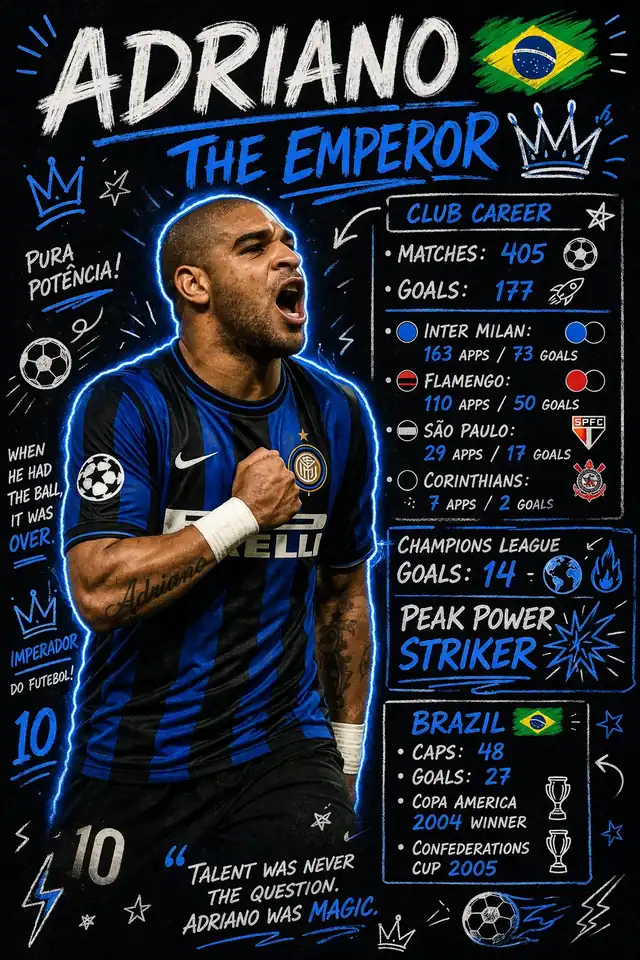 ADRIANO
THE EMPEROR
PURA
POTÊNCIA!
WHEN
HE HAD
THE BALL,
IT WAS
OVER.
IMPERADOR
DO FUTEBOL!
10
Adriano
IRELLI
10
CLUB CAREER
• MATCHES: 405
• GOALS: 177
• INTER MILAN:
163 APPS / 73 GOALS
• FLAMENGO:
110 APPS / 50 GOALS
• SÃO PAULO:
29 APPS / 17 GOALS
SPFC
• CORINTHIANS:
7 APPS / 2 GOALS
CHAMPIONS LEAGUE
GOALS: 14 -
PEAK POWER
STRIKER
BRAZIL
• CAPS: 48
• GOALS: 27
• COPA AMERICA
2004 WINNER
• CONFEDERATIONS
CUP 2005
“TALENT WAS NEVER
THE QUESTION.
ADRIANO WAS MAGIC.